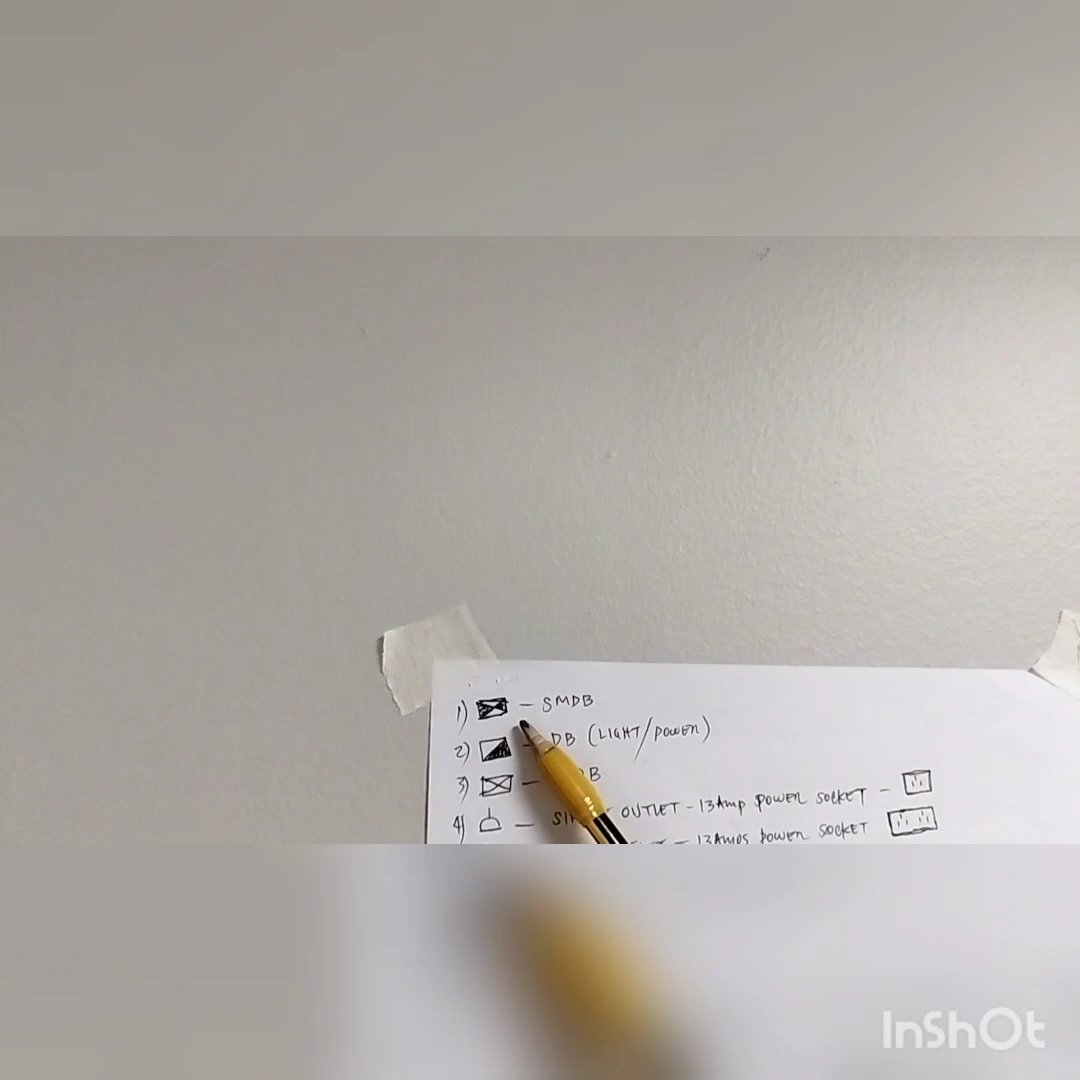 1) - SMDB
2) - DB (LIGHT/POWER)
3) -
4) - OUTLET - 13Amp POWER SOCKET -
- 13AMPS POWER SOCKET
InShOt